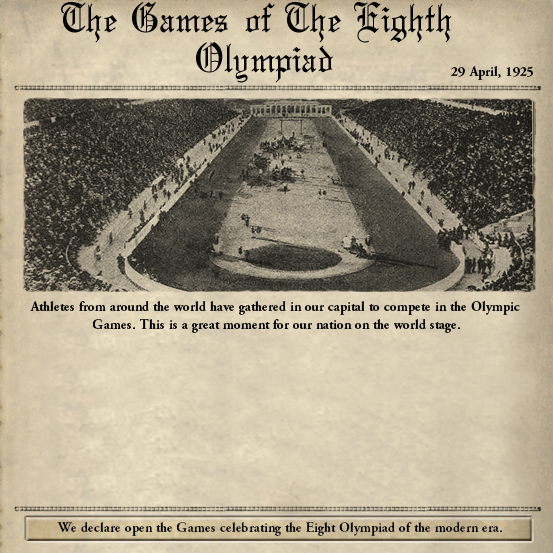 The Games of The Eighth
Olympiad
29 April, 1925
Athletes from around the world have gathered in our capital to compete in the Olympic
Games. This is a great moment for our nation on the world stage.
We declare open the Games celebrating the Eight Olympiad of the modern era.